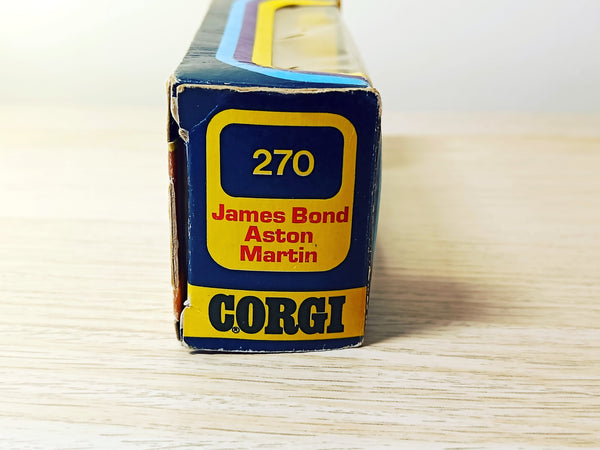 270
James Bond
Aston
Martin
CORGI